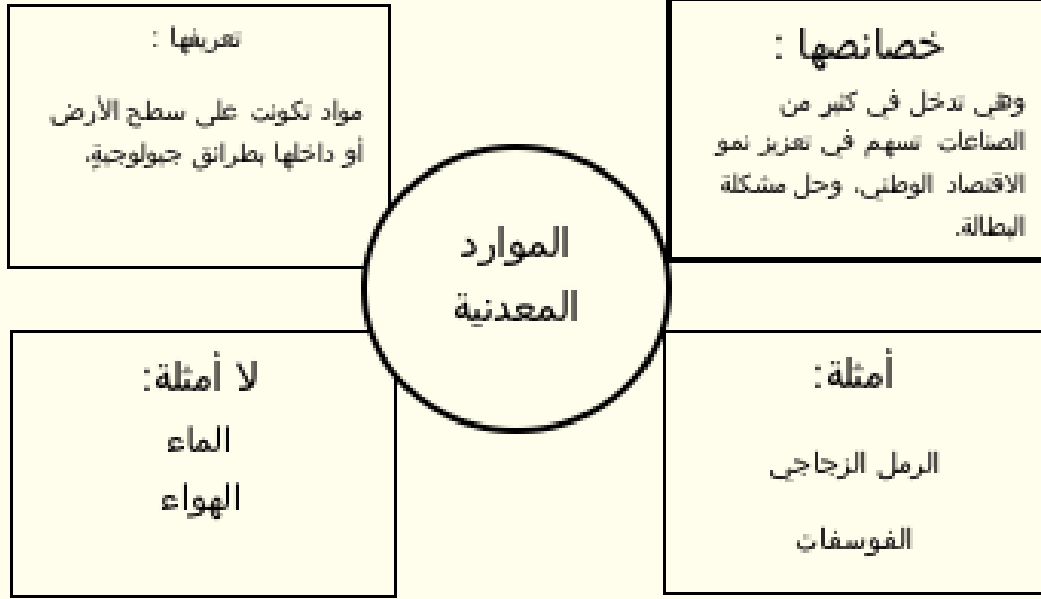 خصائصها :
وهي تدخل في كثير من
الصناعات تسهم في تعزيز نمو
الاقتصاد الوطني، وحل مشكلة
البطالة.
تعريفها :
مواد تكونت على سطح الأرض
أو داخلها بطرائق جيولوجية،
الموارد
المعدنية
أمثلة:
الرمل الزجاجي
الفوسفات
لا أمثلة:
الماء
الهواء